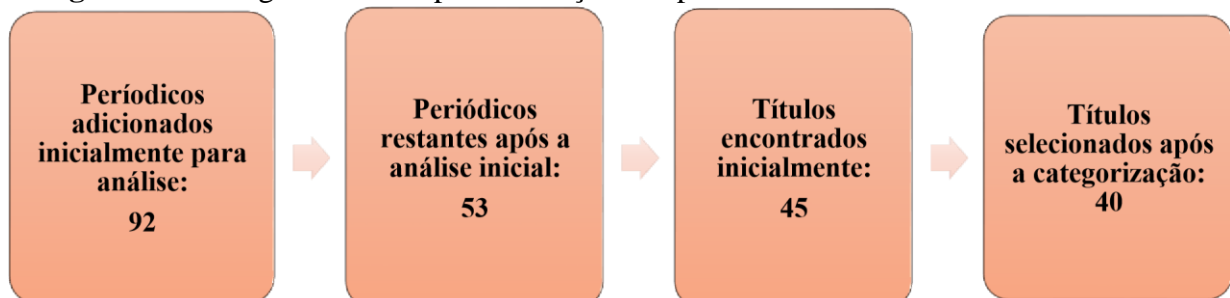 Períodicos
adicionados
inicialmente para
análise:
92
Periódicos
restantes após a
análise inicial:
53
Títulos
encontrados
inicialmente:
45
Títulos
selecionados após
a categorização:
40